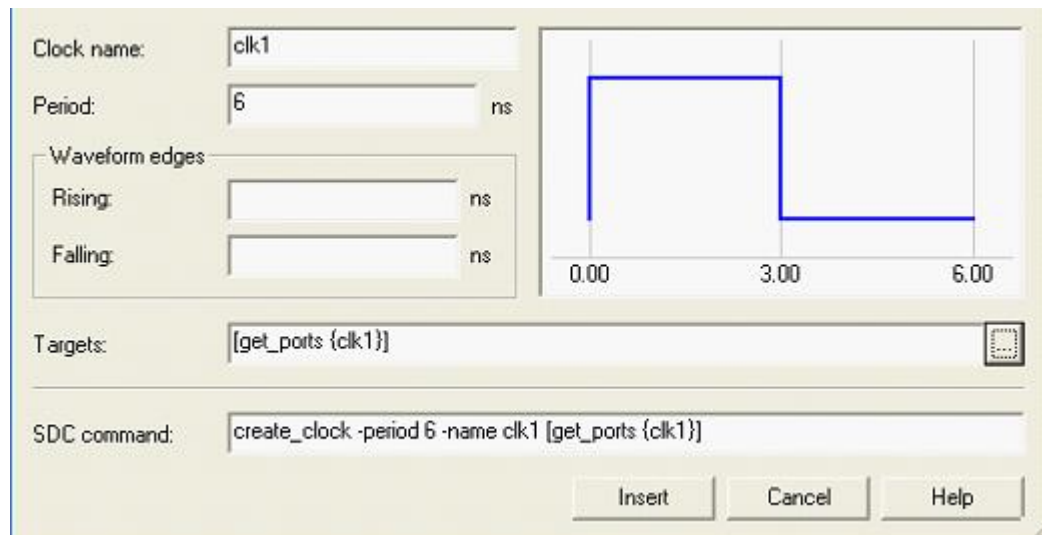 Clock name: clk1
Period: 6 ns
Waveform edges
Rising: ns
Falling: ns
0.00 3.00 6.00
Targets: [get_ports {clk1}] ...
SDC command: create_clock -period 6 -name clk1 [get_ports {clk1}]
Insert Cancel Help